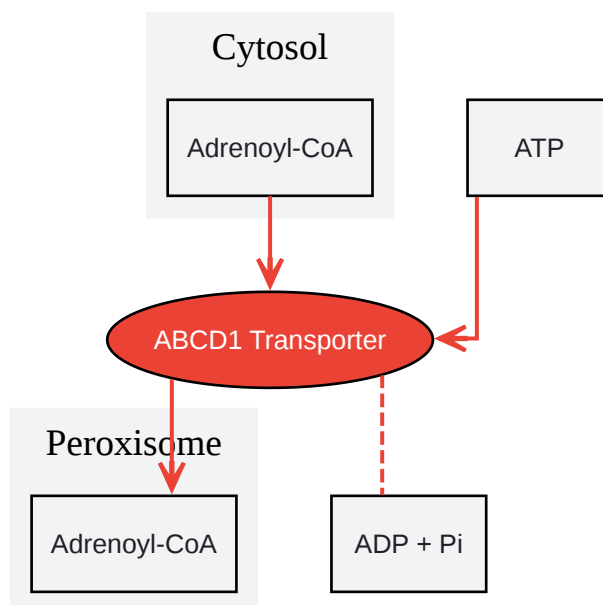 Cytosol
Adrenoyl-CoA
ATP
ABCD1 Transporter
Peroxisome
Adrenoyl-CoA
ADP + Pi